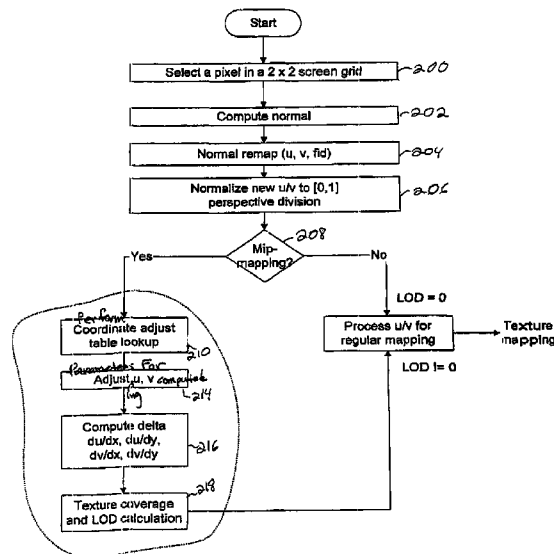 Start
Select a pixel in a 2 x 2 screen grid
200
Compute normal
202
Normal remap (u, v, fid)
204
Normalize new u/v to [0,1]
perspective division
206
208
Mip-
mapping?
Yes
No
Perform
Coordinate adjust
table lookup
210
LOD = 0
Process u/v for
regular mapping
Texture
mapping
LOD != 0
Parameters For
Adjust u, v compute
ing
214
Compute delta
du/dx, du/dy,
dv/dx, dv/dy
216
218
Texture coverage
and LOD calculation